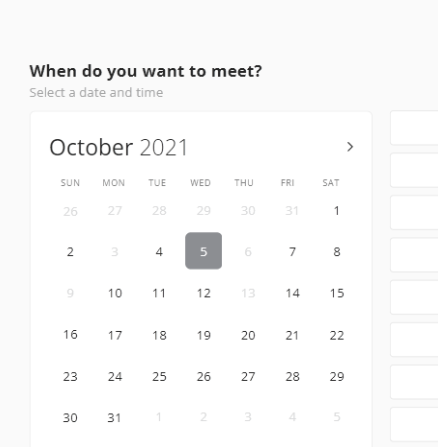 When do you want to meet?
Select a date and time
October 2021
SUN MON TUE WED THU FRI SAT
26 27 28 29 30 31 1
2 3 4 5 6 7 8
9 10 11 12 13 14 15
16 17 18 19 20 21 22
23 24 25 26 27 28 29
30 31 1 2 3 4 5